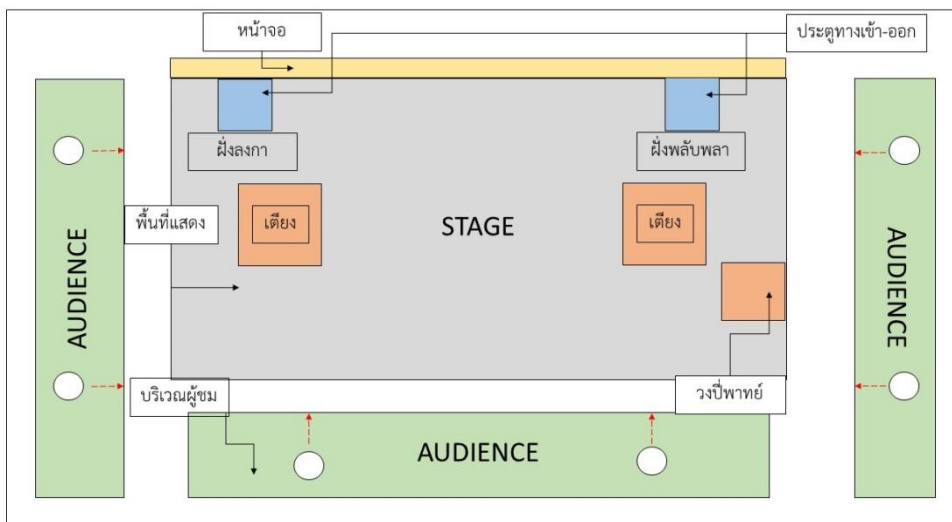 หน้าจอ
ประตูทางเข้า-ออก
ฝั่งลงกา
ฝั่งพลับพลา
พื้นที่แสดง
เตียง
STAGE
เตียง
AUDIENCE
AUDIENCE
บริเวณผู้ชม
วงปี่พาทย์
AUDIENCE